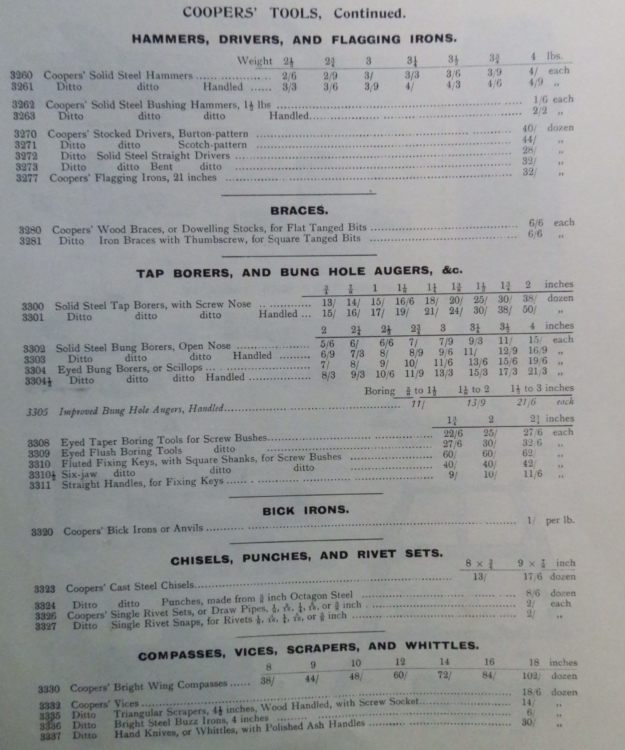 COOPERS' TOOLS, Continued.
HAMMERS, DRIVERS, AND FLAGGING IRONS.
Weight 2½ 2¾ 3 3¼ 3½ 3¾ 4 lbs.
3260 Coopers' Solid Steel Hammers 2/6 2/9 3/ 3/3 3/6 3/9 4/ each
3261 Ditto ditto Handled 3/3 3/6 3/9 4/ 4/3 4/6 4/9 ,,
3262 Coopers' Solid Steel Bushing Hammers, 1½ lbs 1/6 each
3263 Ditto ditto ditto Handled 2/2 ,,
3270 Coopers' Stocked Drivers, Burton-pattern 40/ dozen
3271 Ditto ditto Scotch-pattern 44/ ,,
3272 Ditto Solid Steel Straight Drivers 28/ ,,
3273 Ditto ditto Bent ditto 32/ ,,
3277 Coopers' Flagging Irons, 21 inches 32/ ,,
BRACES.
3280 Coopers' Wood Braces, or Dowelling Stocks, for Flat Tanged Bits 6/6 each
3281 Ditto Iron Braces with Thumbscrew, for Square Tanged Bits 6/6 ,,
TAP BORERS, AND BUNG HOLE AUGERS, &c.
¾ ⅞ 1 1⅛ 1¼ 1⅜ 1½ 1¾ 2 inches
3300 Solid Steel Tap Borers, with Screw Nose 13/ 14/ 15/ 16/6 18/ 20/ 25/ 30/ 38/ dozen
3301 Ditto ditto ditto Handled 15/ 16/ 17/ 19/ 21/ 24/ 30/ 38/ 50/ ,,
2 2¼ 2½ 2¾ 3 3¼ 3½ 4 inches
3302 Solid Steel Bung Borers, Open Nose 5/6 6/ 6/6 7/ 7/9 9/3 11/ 15/ each
3303 Ditto ditto ditto Handled 6/9 7/3 8/ 8/9 9/6 11/ 12/9 16/9 ,,
3304 Eyed Bung Borers, or Scillops 7/ 8/ 9/ 10/ 11/6 13/6 15/6 19/6 ,,
3304½ Ditto ditto ditto Handled 8/3 9/3 10/6 11/9 13/3 15/3 17/3 21/3 ,,
Boring to 1½ 1½ to 2 1½ to 3 inches
3305 Improved Bung Hole Augers, Handled 11/ 13/9 21/6 each
1¾ 2 2½ inches
3308 Eyed Taper Boring Tools for Screw Bushes 22/6 25/ 27/6 each
3309 Eyed Flush Boring Tools ditto 27/6 30/ 32/6 ,,
3310 Fluted Fixing Keys, with Square Shanks, for Screw Bushes 60/ 60/ 62/ ,,
3310½ Six-jaw ditto ditto ditto 40/ 40/ 42/ ,,
3311 Straight Handles, for Fixing Keys 9/ 10/ 11/6 ,,
BICK IRONS.
3320 Coopers' Bick Irons or Anvils 1/ per lb.
CHISELS, PUNCHES, AND RIVET SETS.
8 × ¾ 9 × ⅞ inch
3323 Coopers' Cast Steel Chisels 13/ 17/6 dozen
3324 Ditto ditto Punches, made from inch Octagon Steel 8/6 dozen
3326 Coopers' Single Rivet Sets, or Draw Pipes, or inch 2/ each
3327 Ditto Single Rivet Snaps, for Rivets or inch 2/ ,,
COMPASSES, VICES, SCRAPERS, AND WHITTLES.
8 9 10 12 14 16 18 inches
3330 Coopers' Bright Wing Compasses 38/ 44/ 48/ 60/ 72/ 84/ 102/ dozen
3333 Coopers' Vices 18/6 dozen
3335 Ditto Triangular Scrapers, 4½ inches, Wood Handled, with Screw Socket 14/ ,,
3336 Ditto Bright Steel Buzz Irons, 4 inches 6/ ,,
3337 Ditto Hand Knives, or Whittles, with Polished Ash Handles 30/ ,,